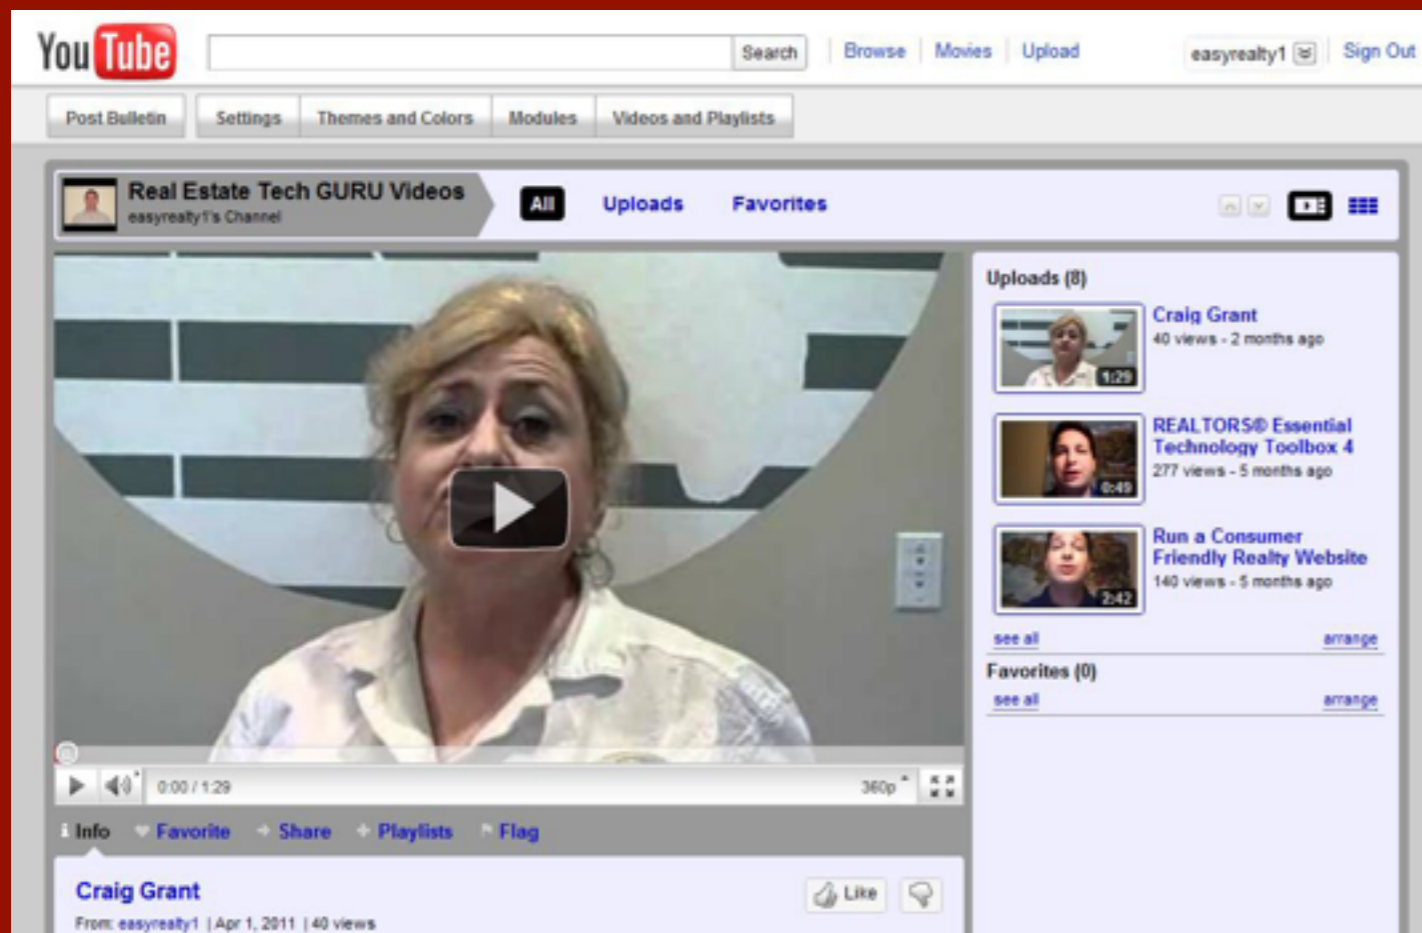 YouTube
Search Browse Movies Upload easyrealty1 Sign Out
Post Bulletin Settings Themes and Colors Modules Videos and Playlists
Real Estate Tech GURU Videos
easyrealty1's Channel
All Uploads Favorites
0:00 / 1:29 360p
Info Favorite Share Playlists Flag
Craig Grant
Like
From: easyrealty1 | Apr 1, 2011 | 40 views
Uploads (8)
Craig Grant
40 views - 2 months ago
1:29
REALTORS® Essential
Technology Toolbox 4
277 views - 5 months ago
0:49
Run a Consumer
Friendly Realty Website
140 views - 5 months ago
2:42
see all arrange
Favorites (0)
see all arrange